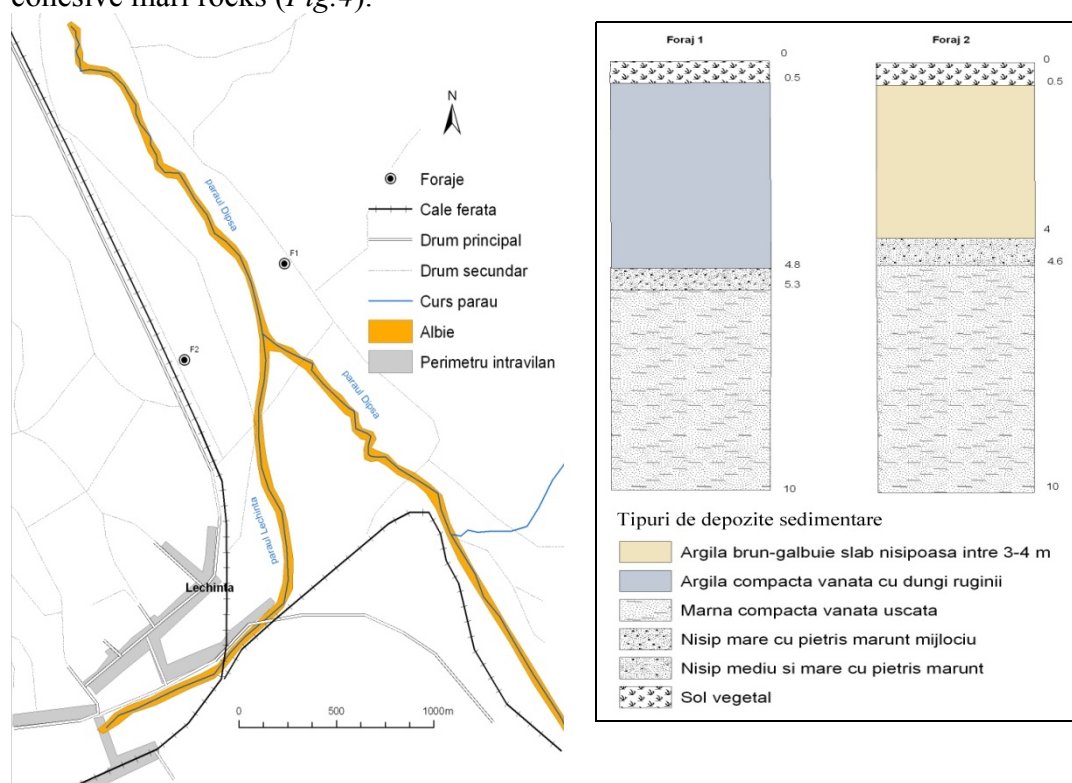 cohesive marl rocks (Fig.4).
N
Foraje
Cale ferata
Drum principal
Drum secundar
Curs parau
Albie
Perimetru intravilan
paraul Dipsa
F1
F2
paraul Dipsa
paraul Lechinta
Lechinta
0 500 1000m
Foraj 1
0
0.5
4.8
5.3
10
Foraj 2
0
0.5
4
4.6
10
Tipuri de depozite sedimentare
Argila brun-galbuie slab nisipoasa intre 3-4 m
Argila compacta vanata cu dungi ruginii
Marna compacta vanata uscata
Nisip mare cu pietris marunt mijlociu
Nisip mediu si mare cu pietris marunt
Sol vegetal